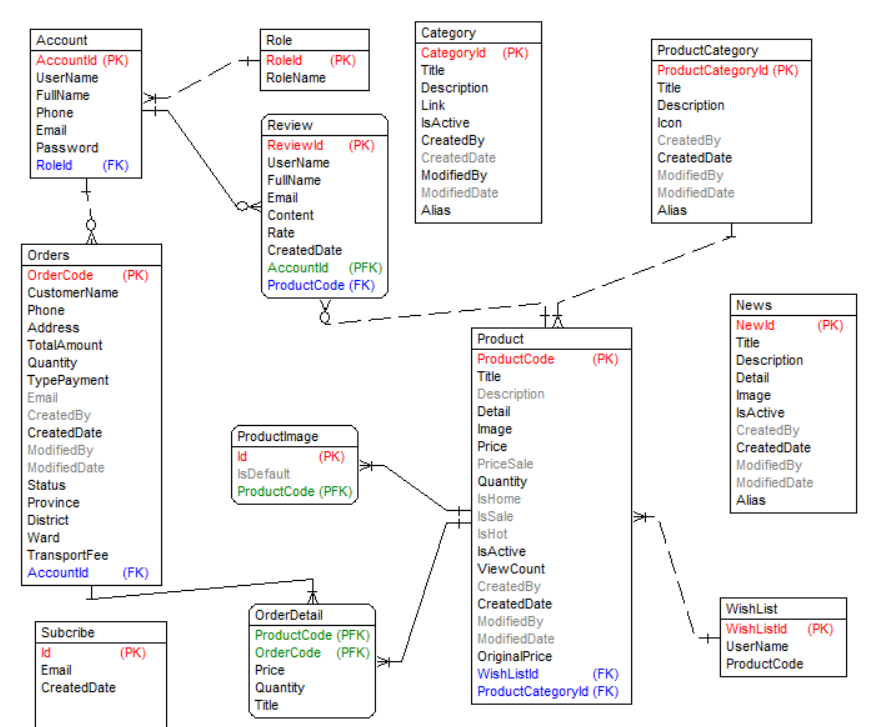 Account
AccountId (PK)
UserName
FullName
Phone
Email
Password
RoleId (FK)
Role
RoleId (PK)
RoleName
Category
CategoryId (PK)
Title
Description
Link
IsActive
CreatedBy
CreatedDate
ModifiedBy
ModifiedDate
Alias
ProductCategory
ProductCategoryId (PK)
Title
Description
Icon
CreatedBy
CreatedDate
ModifiedBy
ModifiedDate
Alias
Review
ReviewId (PK)
UserName
FullName
Email
Content
Rate
CreatedDate
AccountId (PFK)
ProductCode (FK)
Orders
OrderCode (PK)
CustomerName
Phone
Address
TotalAmount
Quantity
TypePayment
Email
CreatedBy
CreatedDate
ModifiedBy
ModifiedDate
Status
Province
District
Ward
TransportFee
AccountId (FK)
Product
ProductCode (PK)
Title
Description
Detail
Image
Price
PriceSale
Quantity
IsHome
IsSale
IsHot
IsActive
ViewCount
CreatedBy
CreatedDate
ModifiedBy
ModifiedDate
OriginalPrice
WishListId (FK)
ProductCategoryId (FK)
News
NewId (PK)
Title
Description
Detail
Image
IsActive
CreatedBy
CreatedDate
ModifiedBy
ModifiedDate
Alias
ProductImage
Id (PK)
IsDefault
ProductCode (PFK)
OrderDetail
ProductCode (PFK)
OrderCode (PFK)
Price
Quantity
Title
WishList
WishListId (PK)
UserName
ProductCode
Subcribe
Id (PK)
Email
CreatedDate